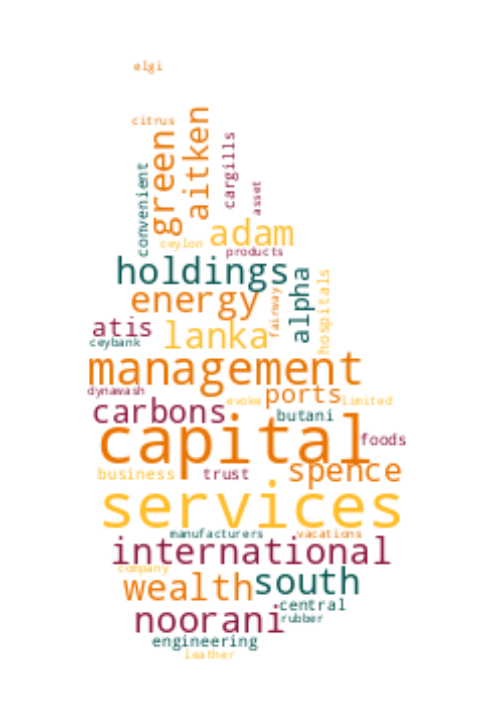 elgi
citrus
green
aitken
cargills
convenient
asset
adam
ceylon
products
holdings
alpha
hospitals
energy
fairway
atis
lanka
ceybank
management
dynawash
ports
evoke
limited
carbons
butani
capital
foods
business
trust
spence
services
manufacturers
vacations
international
company
wealth
south
central
noorani
rubber
engineering
leather